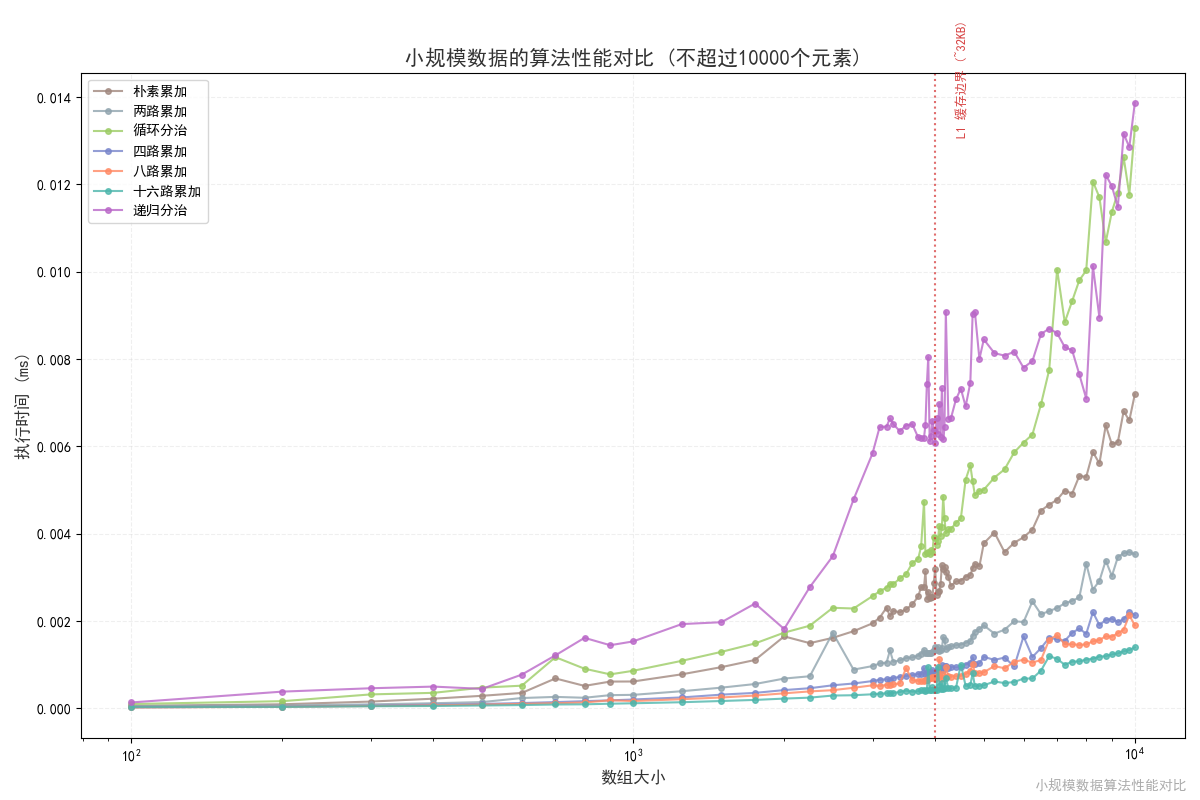 小规模数据的算法性能对比 (不超过10000个元素)
L1 缓存边界 (~32KB)
朴素累加
两路累加
循环分治
四路累加
八路累加
十六路累加
递归分治
执行时间 (ms)
0.014
0.012
0.010
0.008
0.006
0.004
0.002
0.000
10²
10³
10⁴
数组大小
小规模数据算法性能对比